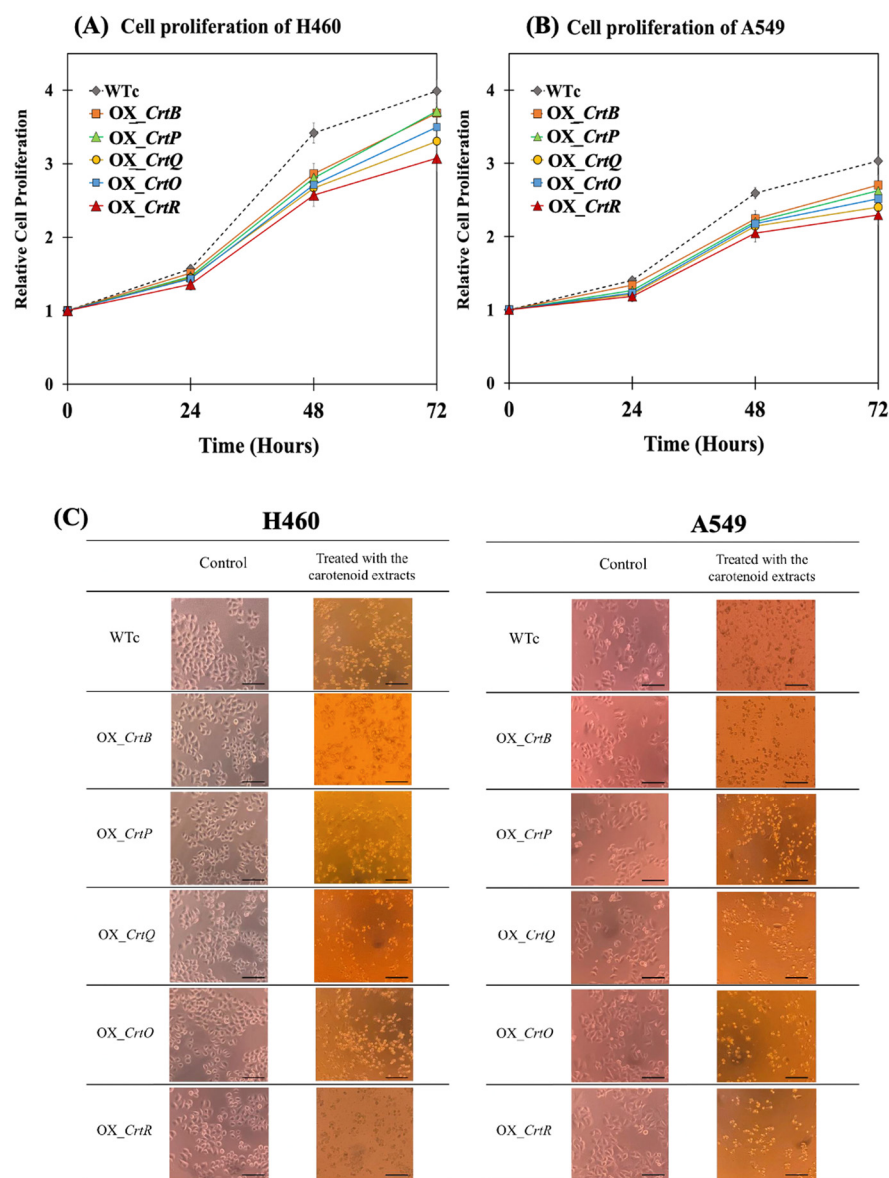 (A) Cell proliferation of H460
4
3
2
1
0
Relative Cell Proliferation
WTc
OX_CrtB
OX_CrtP
OX_CrtQ
OX_CrtO
OX_CrtR
0 24 48 72
Time (Hours)
(B) Cell proliferation of A549
4
3
2
1
0
Relative Cell Proliferation
WTc
OX_CrtB
OX_CrtP
OX_CrtQ
OX_CrtO
OX_CrtR
0 24 48 72
Time (Hours)
(C)
H460
Control
Treated with the
carotenoid extracts
WTc
OX_CrtB
OX_CrtP
OX_CrtQ
OX_CrtO
OX_CrtR
A549
Control
Treated with the
carotenoid extracts
WTc
OX_CrtB
OX_CrtP
OX_CrtQ
OX_CrtO
OX_CrtR